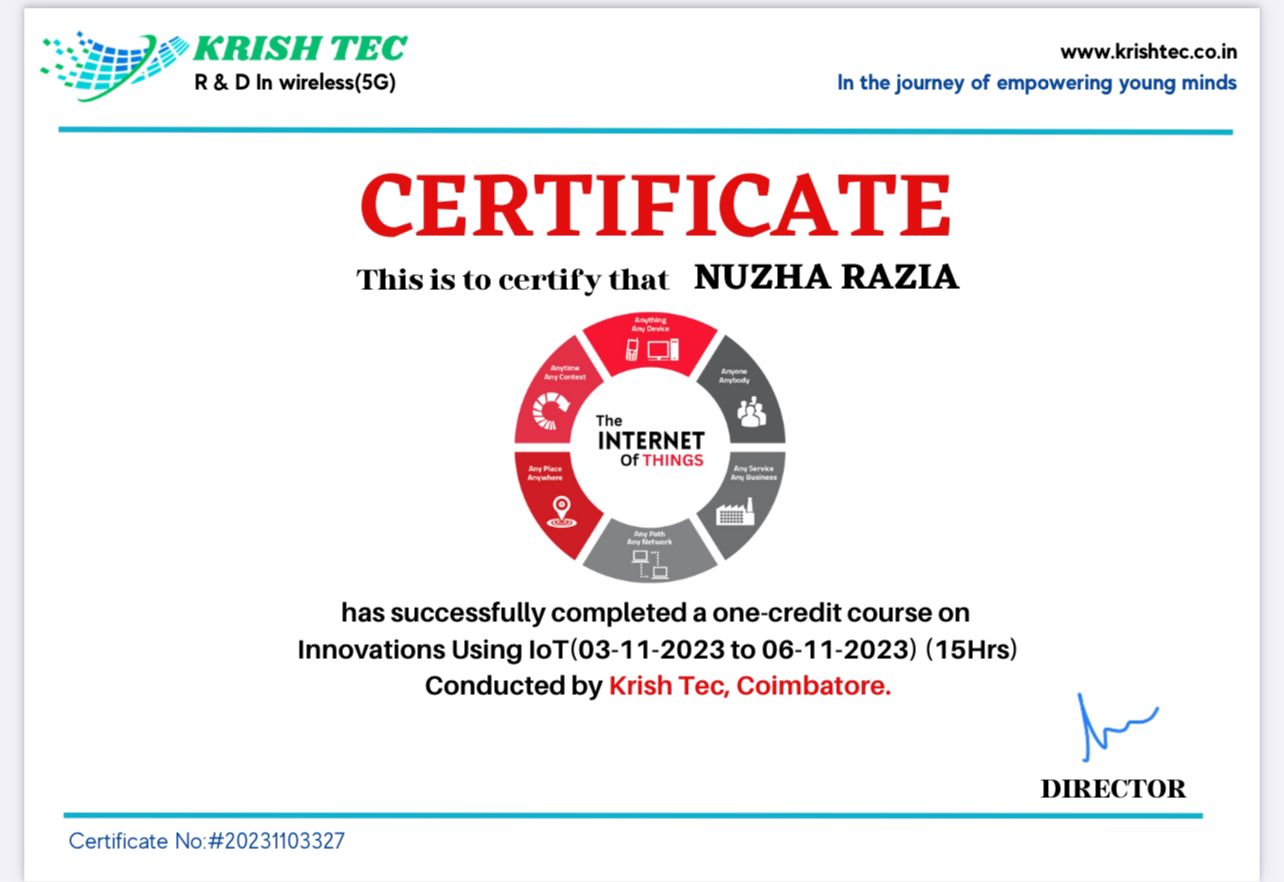 KRISH TEC
R & D In wireless(5G)
www.krishtec.co.in
In the journey of empowering young minds
CERTIFICATE
This is to certify that NUZHA RAZIA
Anything
Any Device
Anytime
Any Context
Anyone
Anybody
The
INTERNET
Of THINGS
Any Place
Anywhere
Any Service
Any Business
Any Path
Any Network
has successfully completed a one-credit course on
Innovations Using IoT(03-11-2023 to 06-11-2023) (15Hrs)
Conducted by Krish Tec, Coimbatore.
DIRECTOR
Certificate No:#20231103327